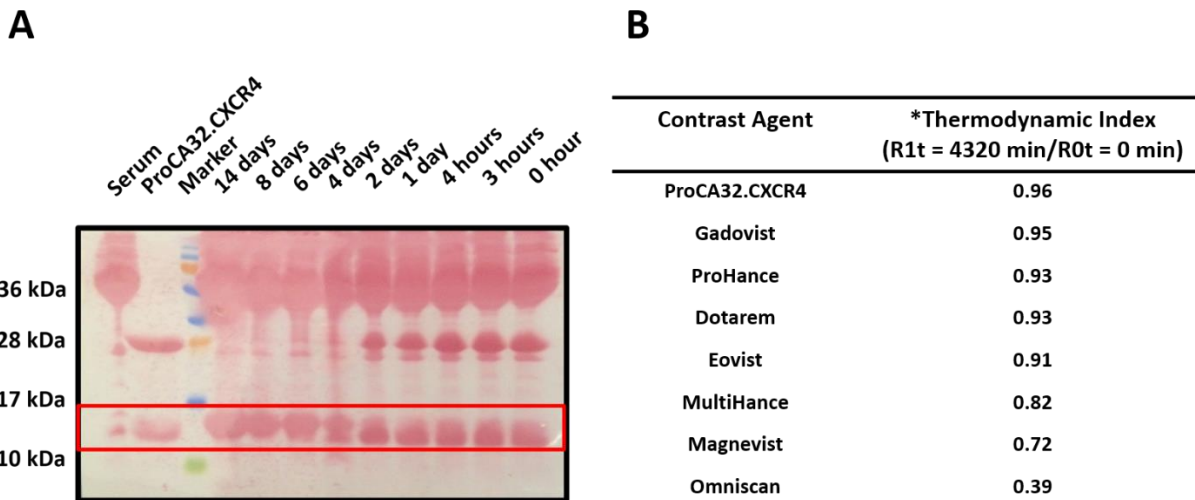 A
Serum
ProCA32.CXCR4
Marker
14 days
8 days
6 days
4 days
2 days
1 day
4 hours
3 hours
0 hour
36 kDa
28 kDa
17 kDa
10 kDa
B
Contrast Agent *Thermodynamic Index
(R1t = 4320 min/R0t = 0 min)
ProCA32.CXCR4 0.96
Gadovist 0.95
ProHance 0.93
Dotarem 0.93
Eovist 0.91
MultiHance 0.82
Magnevist 0.72
Omniscan 0.39